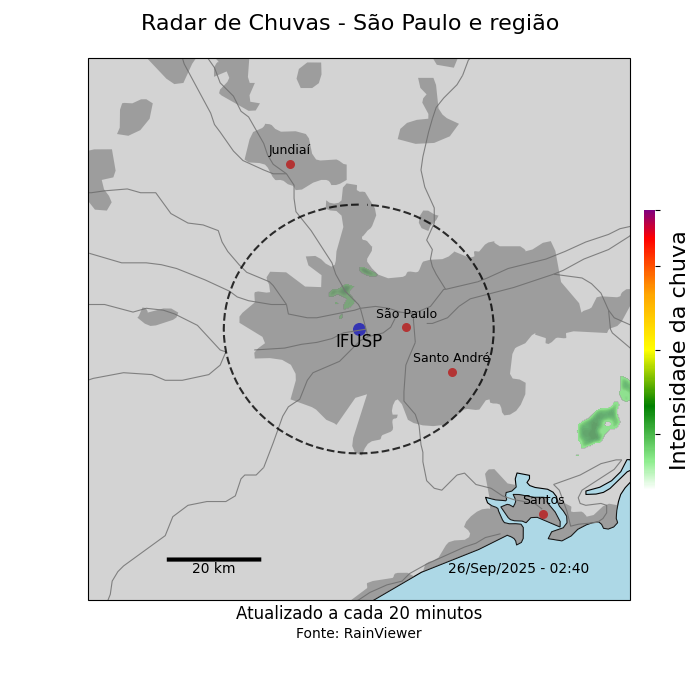 Radar de Chuvas - São Paulo e região
Jundiaí
São Paulo
IFUSP
Santo André
Santos
20 km
26/Sep/2025 - 02:40
Intensidade da chuva
Atualizado a cada 20 minutos
Fonte: RainViewer